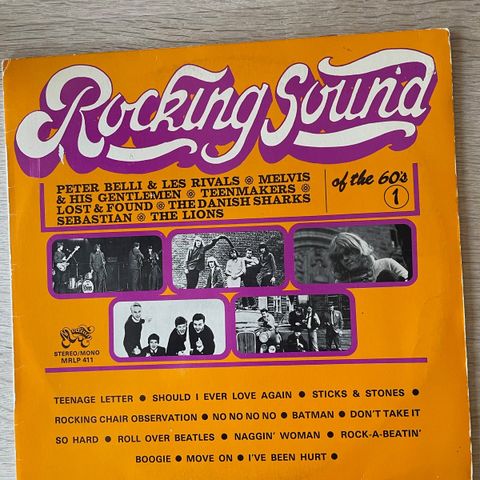 Rocking Sound
PETER BELLI & LES RIVALS ❊ MELVIS
& HIS GENTLEMEN ❊ TEENMAKERS ❊
LOST & FOUND ❊ THE DANISH SHARKS
SEBASTIAN ❊ THE LIONS
of the 60's
1
STEREO/MONO
MRLP 411
TEENAGE LETTER ● SHOULD I EVER LOVE AGAIN ● STICKS & STONES ●
ROCKING CHAIR OBSERVATION ● NO NO NO NO ● BATMAN ● DON'T TAKE IT
SO HARD ● ROLL OVER BEATLES ● NAGGIN' WOMAN ● ROCK-A-BEATIN'
BOOGIE ● MOVE ON ● I'VE BEEN HURT ●